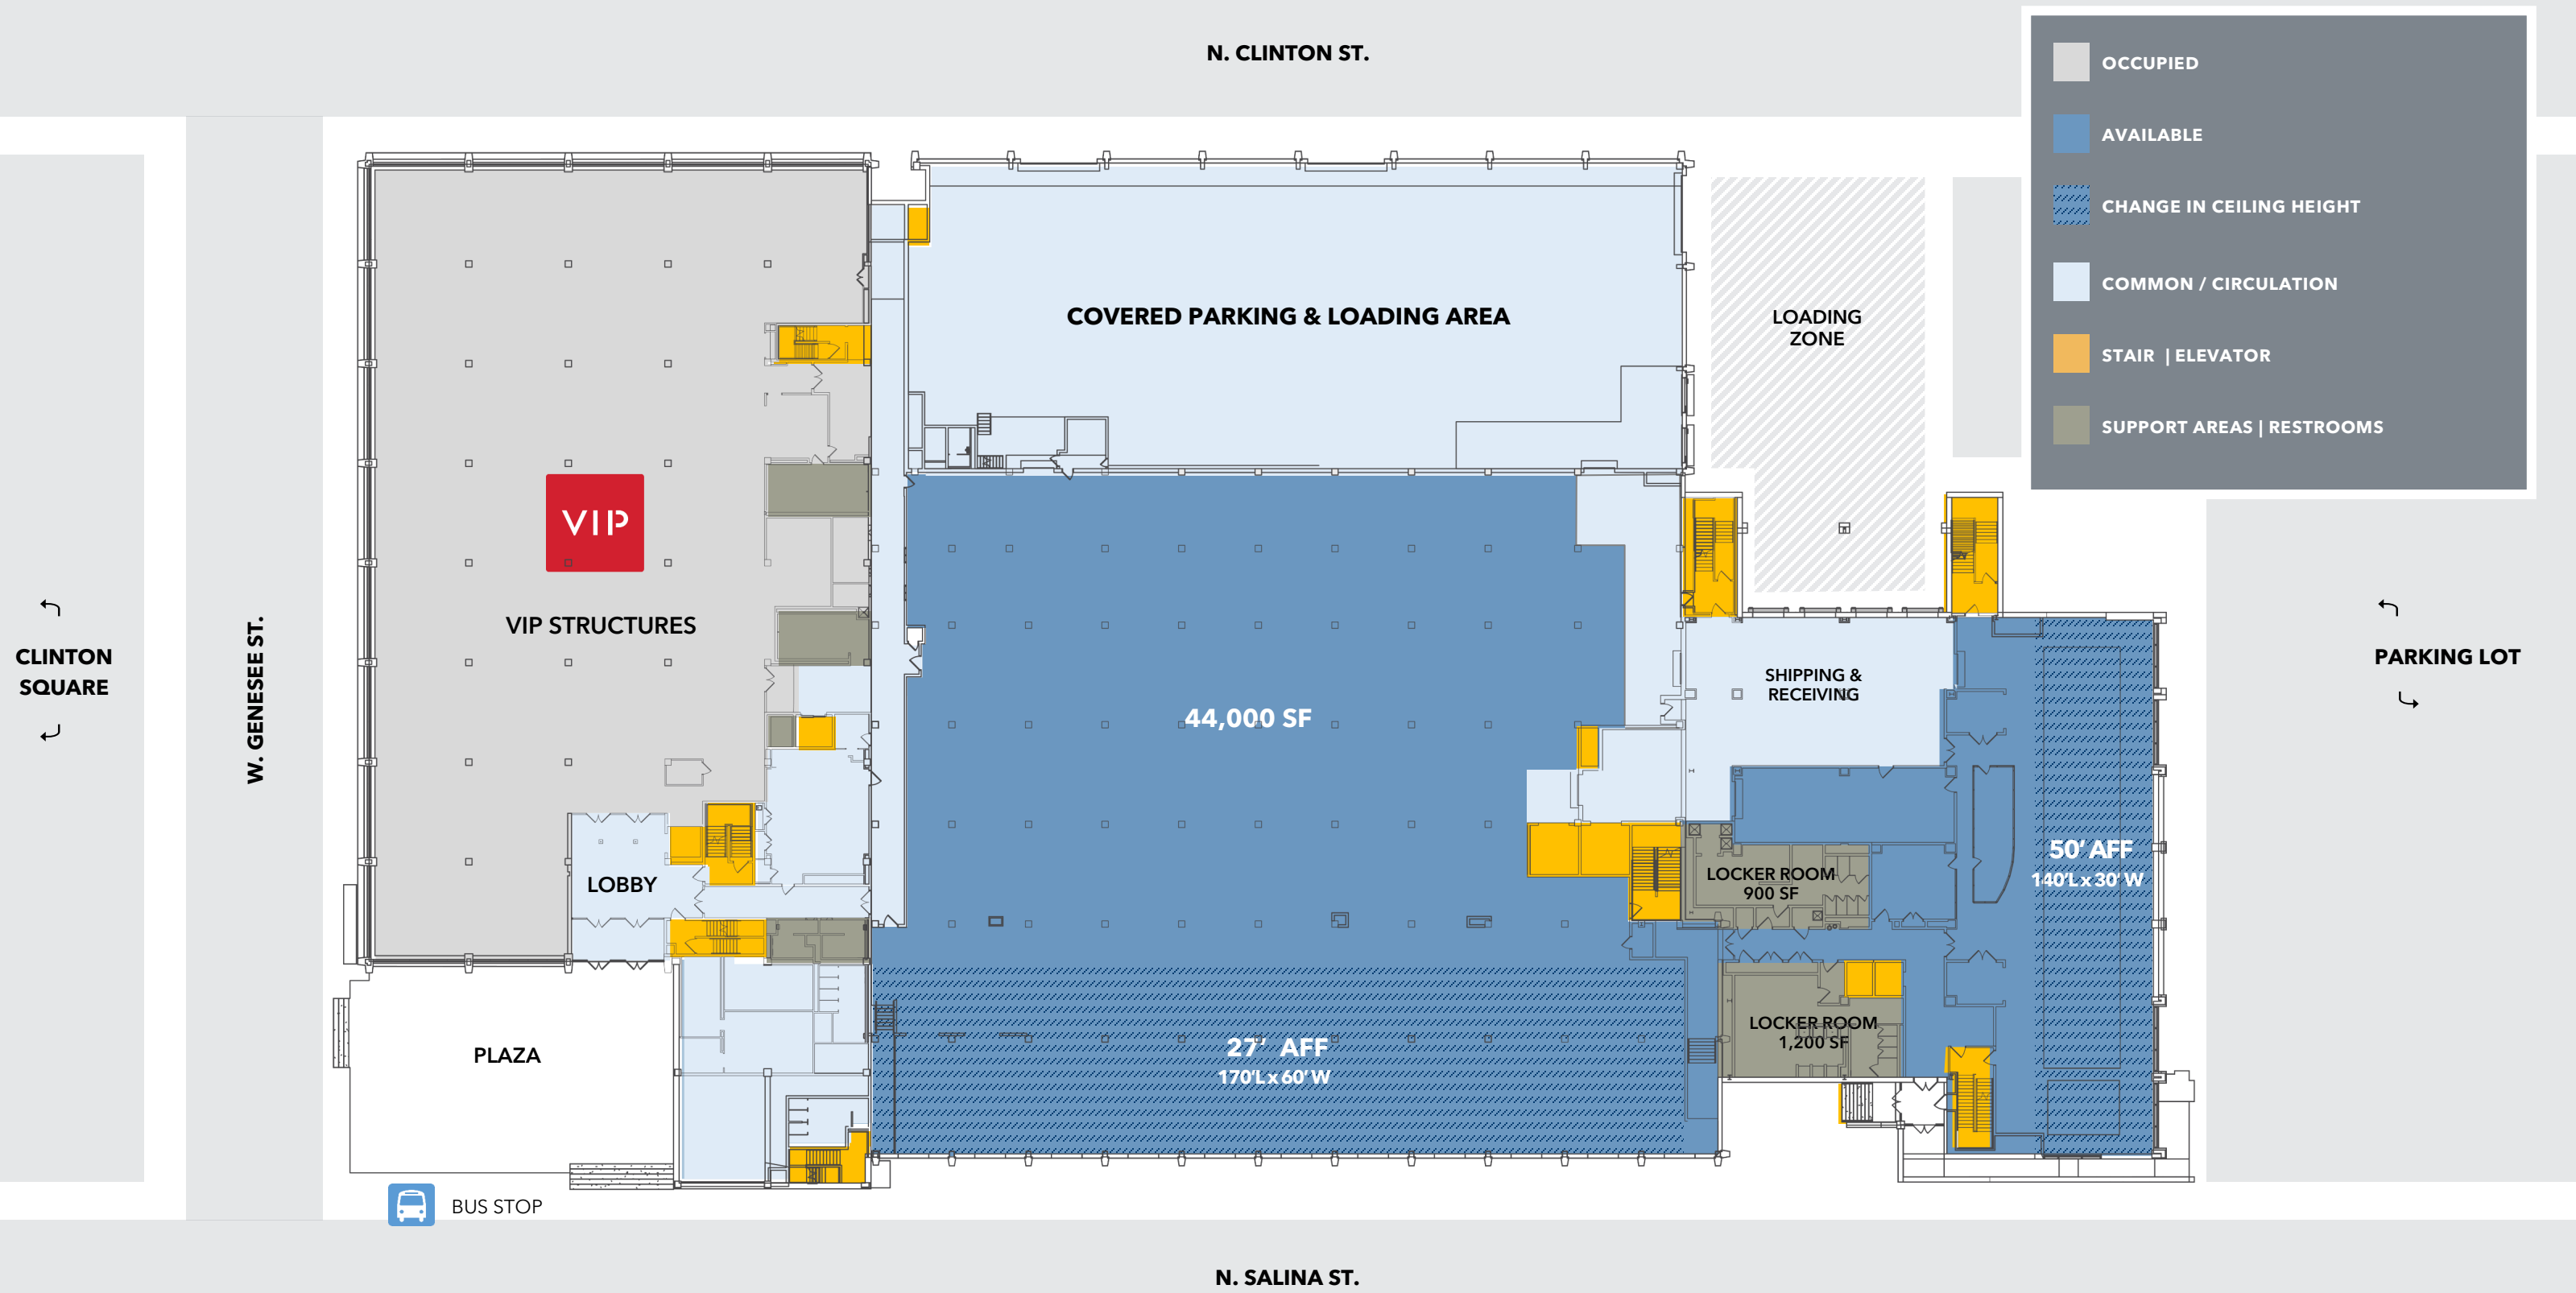 N. CLINTON ST.
OCCUPIED
AVAILABLE
CHANGE IN CEILING HEIGHT
COMMON / CIRCULATION
STAIR | ELEVATOR
SUPPORT AREAS | RESTROOMS
COVERED PARKING & LOADING AREA
LOADING
ZONE
VIP
VIP STRUCTURES
CLINTON
SQUARE
W. GENESEE ST.
44,000 SF
SHIPPING &
RECEIVING
PARKING LOT
50' AFF
140'L x 30' W
LOBBY
LOCKER ROOM
900 SF
LOCKER ROOM
1,200 SF
PLAZA
27' AFF
170'L x 60' W
BUS STOP
N. SALINA ST.